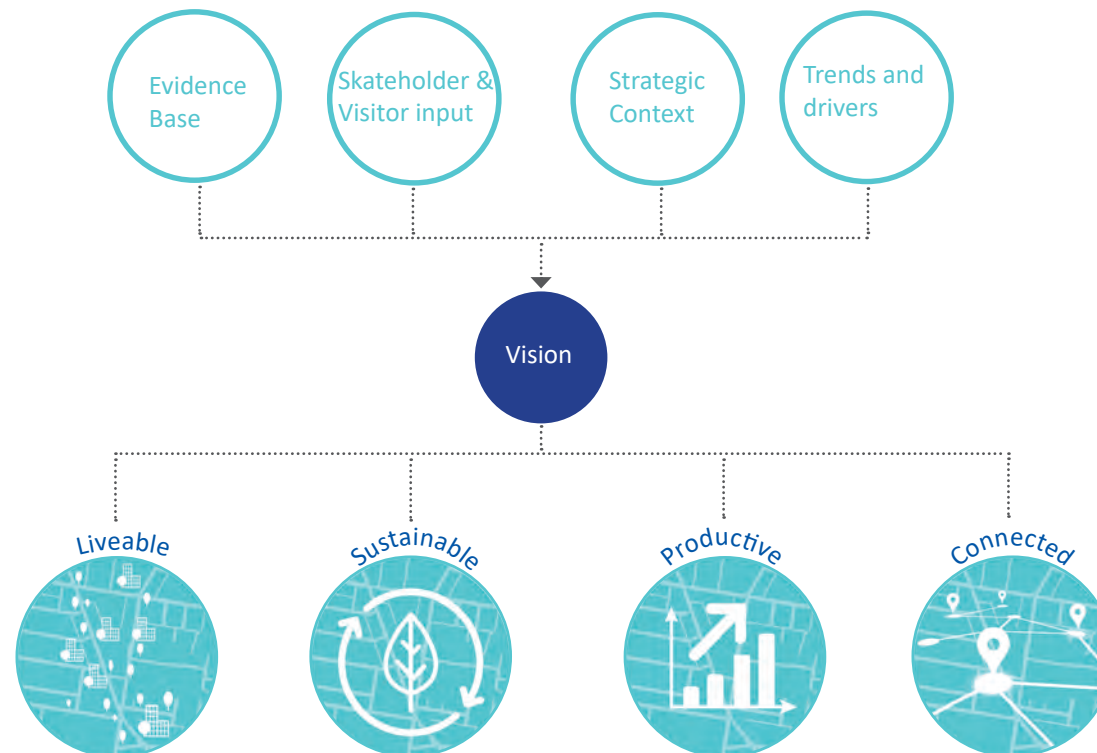 Evidence
Base
Skateholder &
Visitor input
Strategic
Context
Trends and
drivers
Vision
Liveable
Sustainable
Productive
Connected